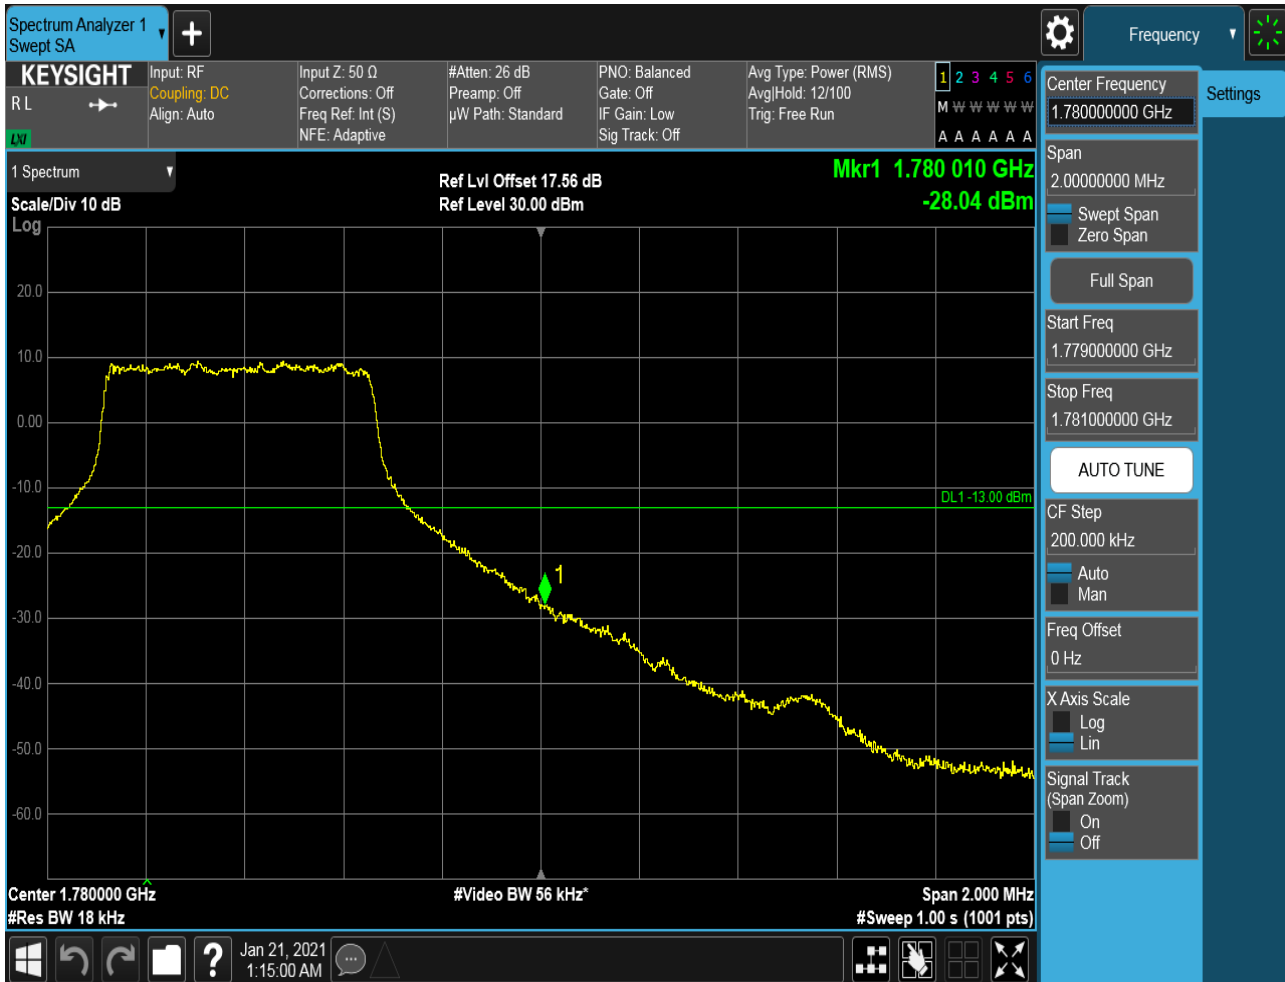 Spectrum Analyzer 1
Swept SA
Frequency
KEYSIGHT
R L
LXI
Input: RF
Coupling: DC
Align: Auto
Input Z: 50 Ω
Corrections: Off
Freq Ref: Int (S)
NFE: Adaptive
#Atten: 26 dB
Preamp: Off
µW Path: Standard
PNO: Balanced
Gate: Off
IF Gain: Low
Sig Track: Off
Avg Type: Power (RMS)
Avg|Hold: 12/100
Trig: Free Run
1 2 3 4 5 6
M W W W W W
A A A A A A
1 Spectrum
Scale/Div 10 dB
Log
Ref Lvl Offset 17.56 dB
Ref Level 30.00 dBm
Mkr1 1.780 010 GHz
-28.04 dBm
20.0
10.0
0.00
-10.0
-20.0
-30.0
-40.0
-50.0
-60.0
DL1 -13.00 dBm
1
Center 1.780000 GHz
#Res BW 18 kHz
#Video BW 56 kHz*
Span 2.000 MHz
#Sweep 1.00 s (1001 pts)
Center Frequency
1.780000000 GHz
Settings
Span
2.00000000 MHz
Swept Span
Zero Span
Full Span
Start Freq
1.779000000 GHz
Stop Freq
1.781000000 GHz
AUTO TUNE
CF Step
200.000 kHz
Auto
Man
Freq Offset
0 Hz
X Axis Scale
Log
Lin
Signal Track
(Span Zoom)
On
Off
?
Jan 21, 2021
1:15:00 AM